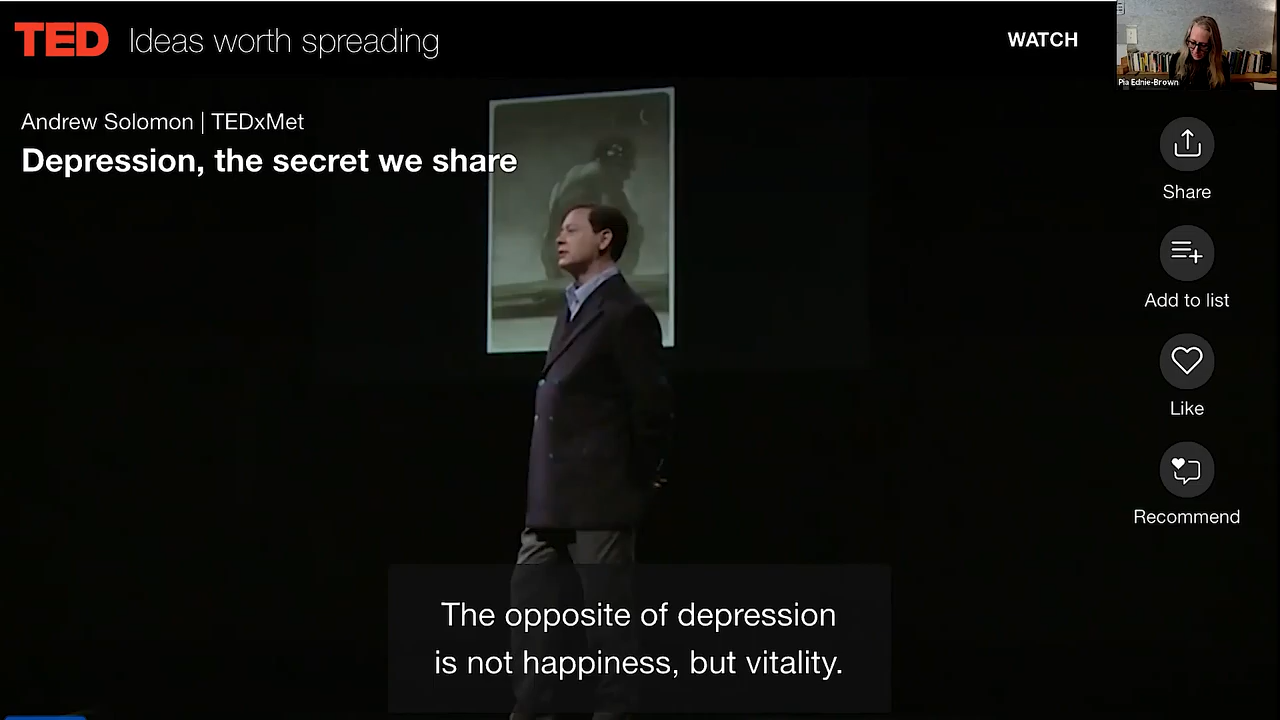 TED Ideas worth spreading
WATCH
Pia Ednie-Brown
Andrew Solomon | TEDxMet
Depression, the secret we share
Share
Add to list
Like
Recommend
The opposite of depression
is not happiness, but vitality.